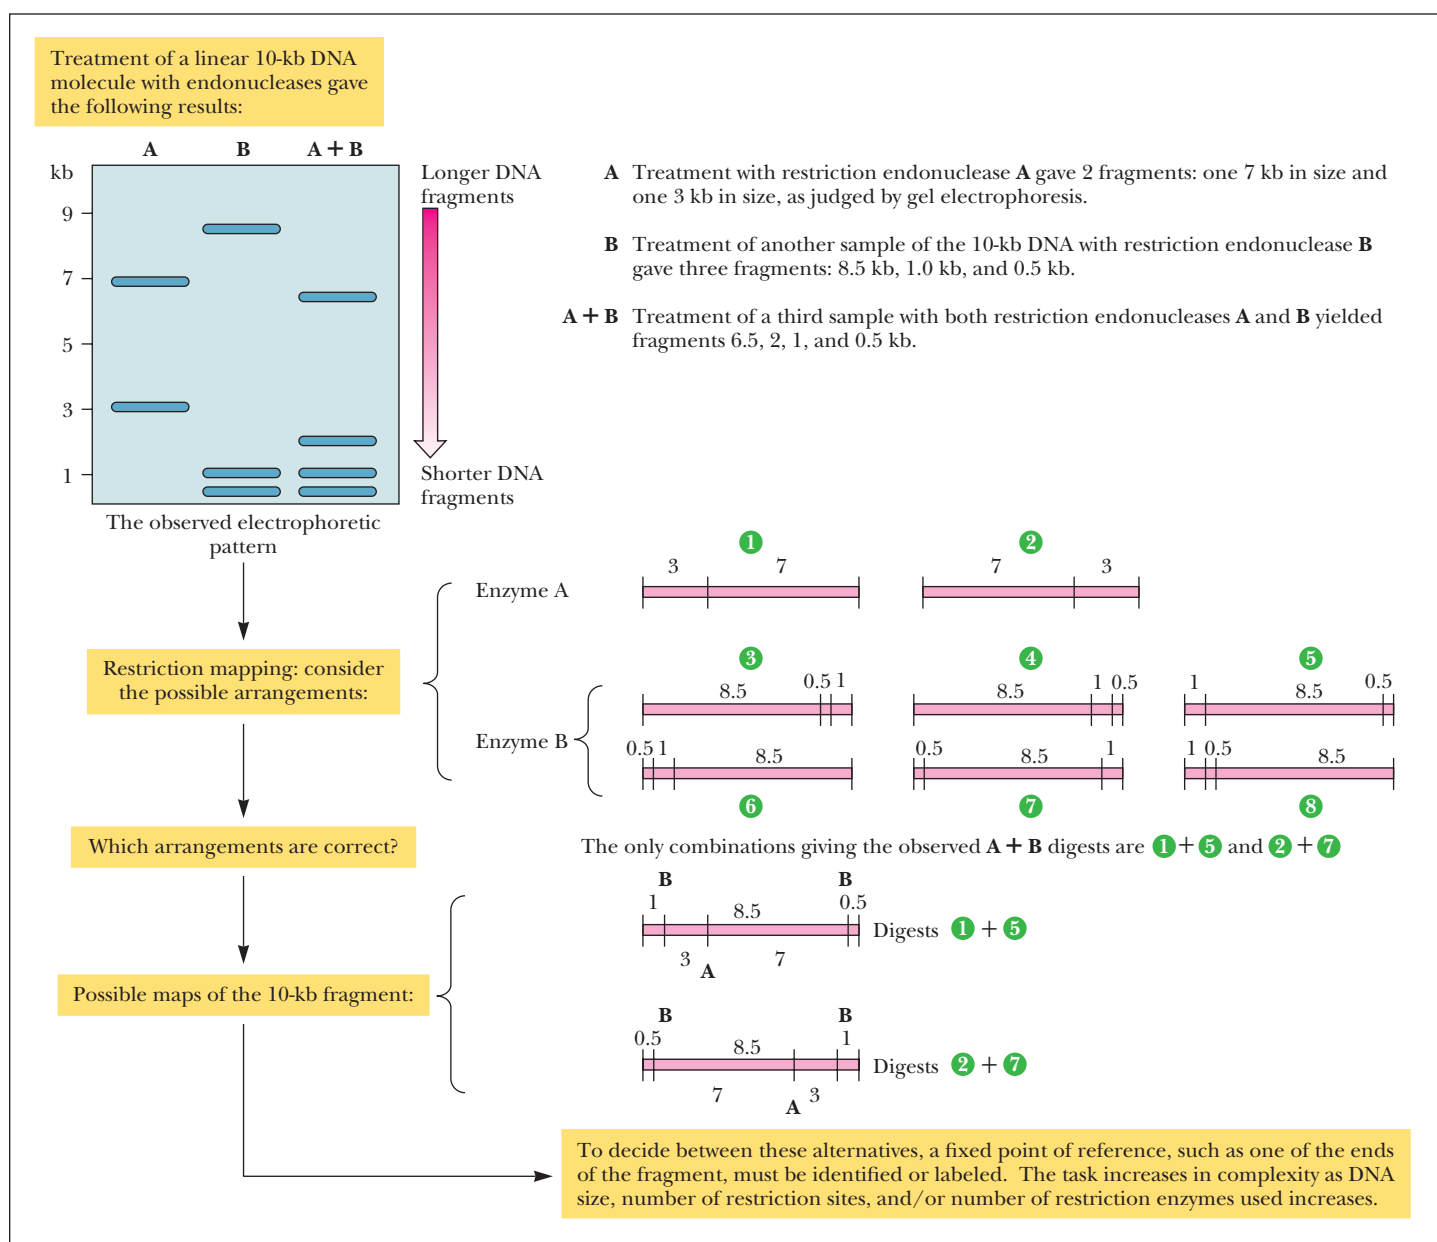 Treatment of a linear 10-kb DNA
molecule with endonucleases gave
the following results:
A B A + B
kb
9
7
5
3
1
Longer DNA
fragments
Shorter DNA
fragments
The observed electrophoretic
pattern
A Treatment with restriction endonuclease A gave 2 fragments: one 7 kb in size and
one 3 kb in size, as judged by gel electrophoresis.
B Treatment of another sample of the 10-kb DNA with restriction endonuclease B
gave three fragments: 8.5 kb, 1.0 kb, and 0.5 kb.
A + B Treatment of a third sample with both restriction endonucleases A and B yielded
fragments 6.5, 2, 1, and 0.5 kb.
Restriction mapping: consider
the possible arrangements:
Enzyme A
1 2
3 7 7 3
Enzyme B
3 4 5
8.5 0.5 1 8.5 1 0.5 1 8.5 0.5
0.5 1 8.5 0.5 8.5 1 1 0.5 8.5
6 7 8
Which arrangements are correct?
The only combinations giving the observed A + B digests are 1 + 5 and 2 + 7
Possible maps of the 10-kb fragment:
B B
1 8.5 0.5
Digests 1 + 5
3 7
A
B B
0.5 8.5 1
Digests 2 + 7
7 3
A
To decide between these alternatives, a fixed point of reference, such as one of the ends
of the fragment, must be identified or labeled. The task increases in complexity as DNA
size, number of restriction sites, and/or number of restriction enzymes used increases.